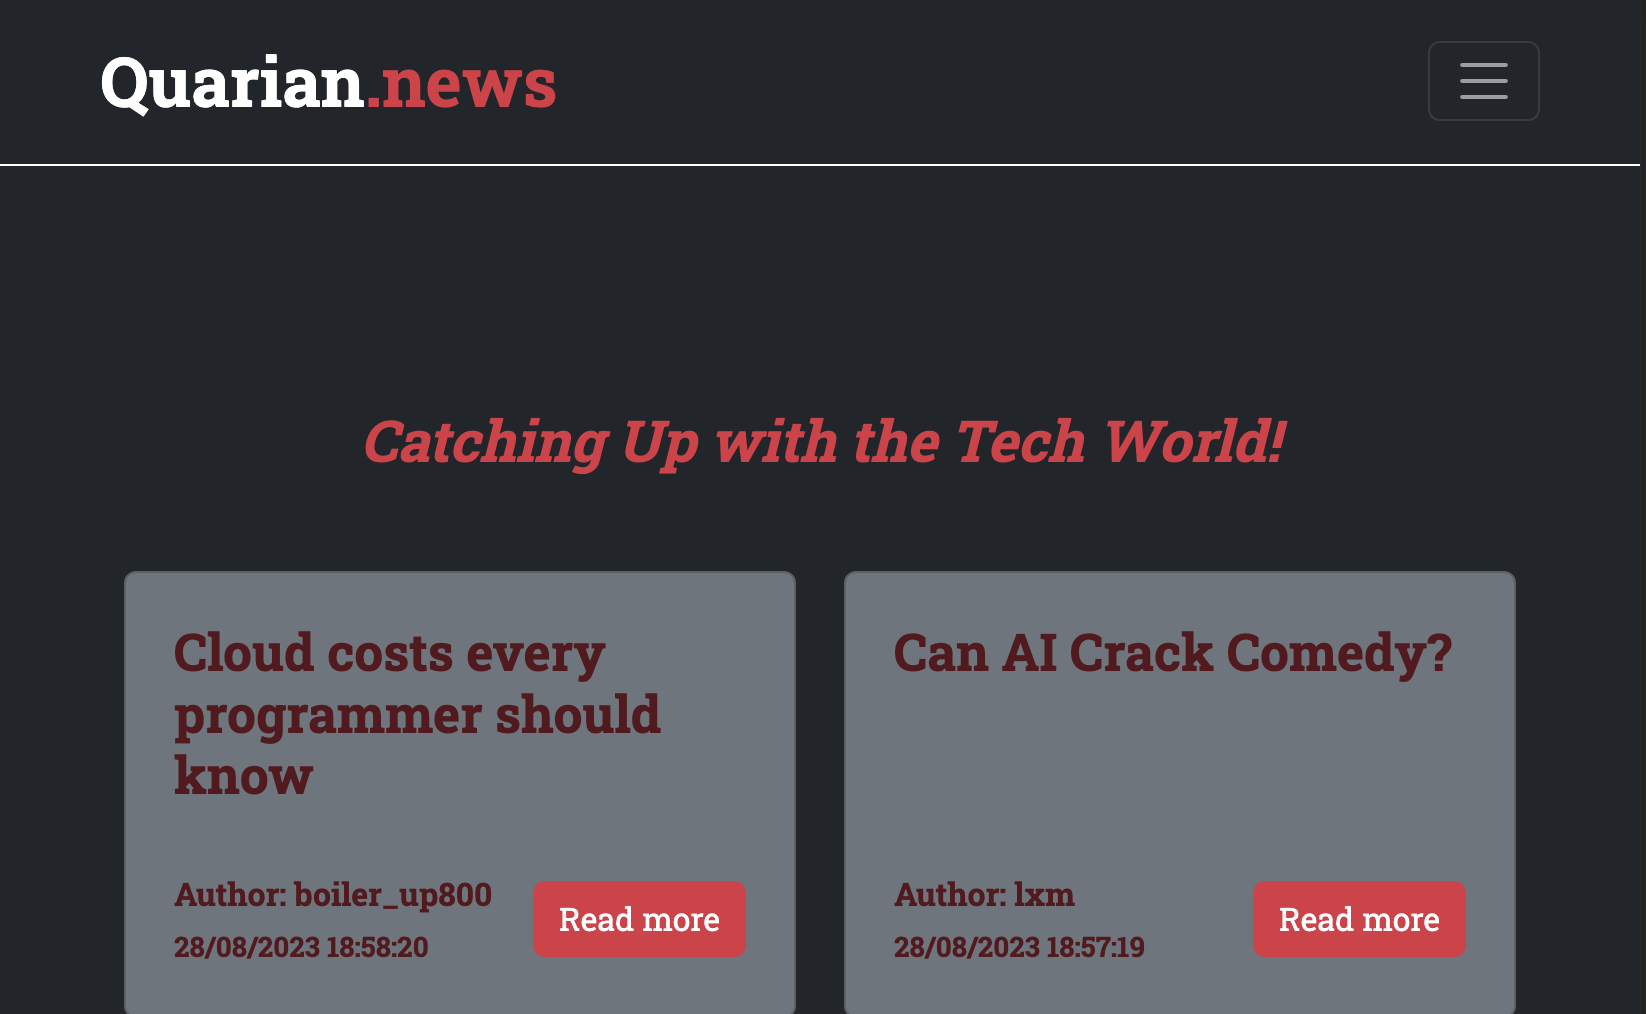 Quarian.news
Catching Up with the Tech World!
Cloud costs every
programmer should
know
Author: boiler_up800
28/08/2023 18:58:20
Read more
Can AI Crack Comedy?
Author: lxm
28/08/2023 18:57:19
Read more